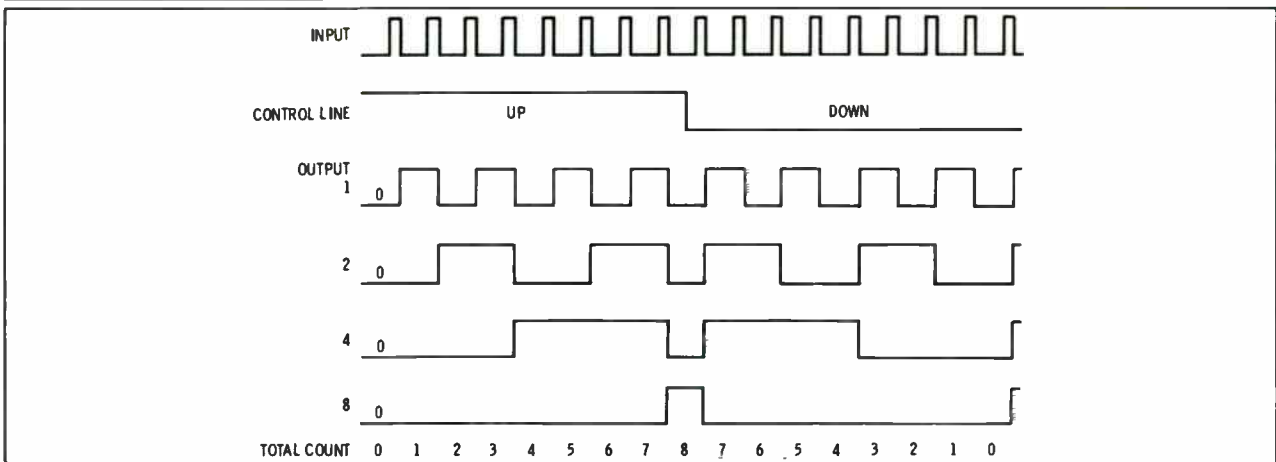 INPUT
CONTROL LINE UP DOWN
OUTPUT
1 0
2 0
4 0
8 0
TOTAL COUNT 0 1 2 3 4 5 6 7 8 7 6 5 4 3 2 1 0